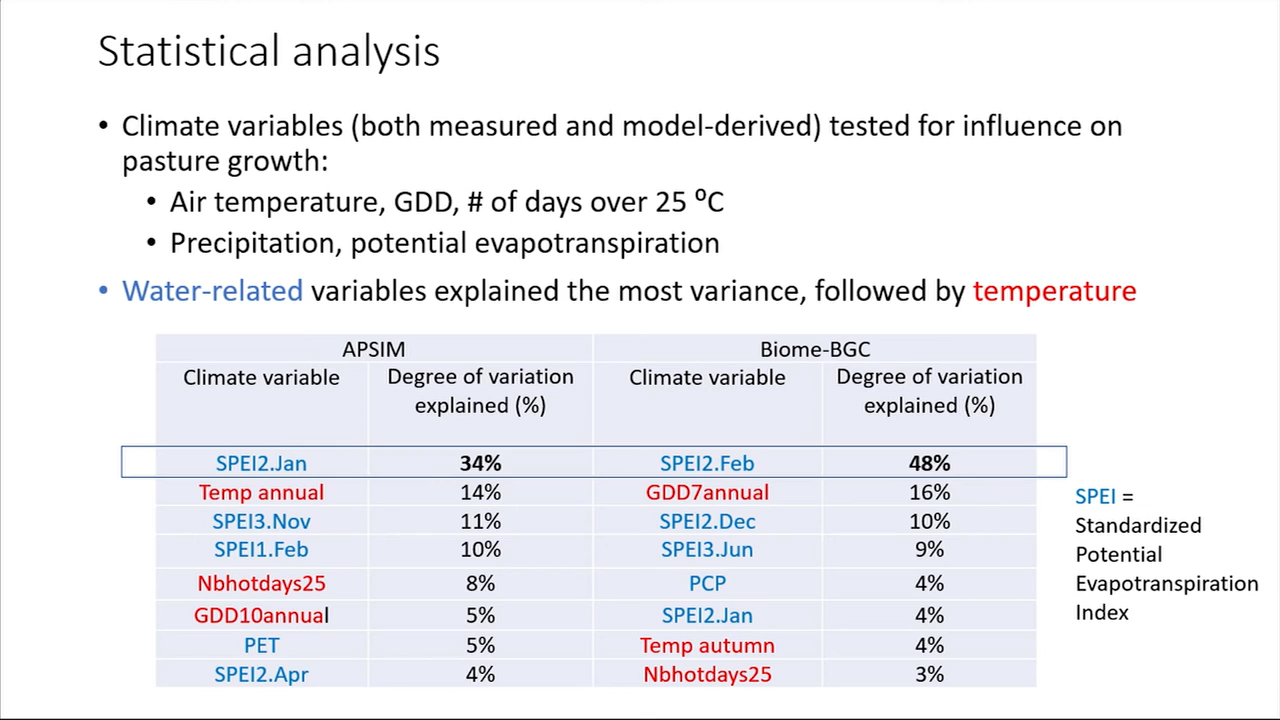 Statistical analysis
• Climate variables (both measured and model-derived) tested for influence on
pasture growth:
• Air temperature, GDD, # of days over 25 ⁰C
• Precipitation, potential evapotranspiration
• Water-related variables explained the most variance, followed by temperature
APSIM Biome-BGC
Climate variable Degree of variation explained (%) Climate variable Degree of variation explained (%)
SPEI2.Jan 34% SPEI2.Feb 48%
Temp annual 14% GDD7annual 16%
SPEI3.Nov 11% SPEI2.Dec 10%
SPEI1.Feb 10% SPEI3.Jun 9%
Nbhotdays25 8% PCP 4%
GDD10annual 5% SPEI2.Jan 4%
PET 5% Temp autumn 4%
SPEI2.Apr 4% Nbhotdays25 3%
SPEI =
Standardized
Potential
Evapotranspiration
Index